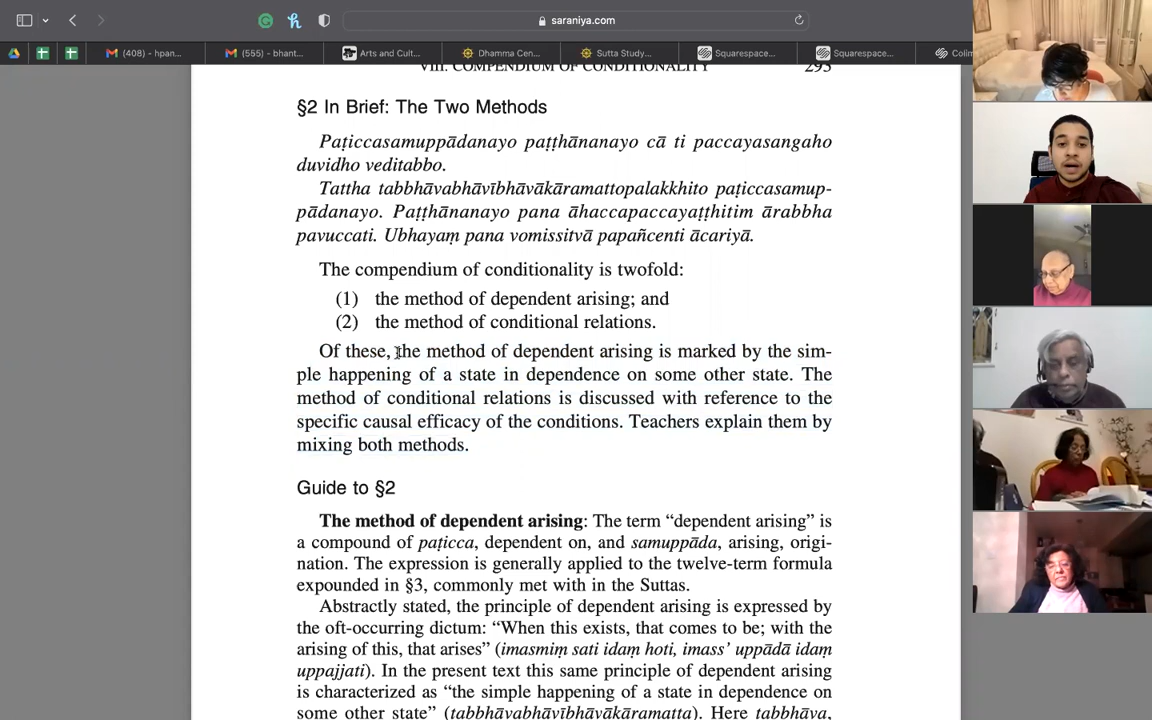 saraniya.com
(408) - hpan...
(555) - bhant...
Arts and Cult...
Dhamma Cen...
Sutta Study...
Squarespace...
Squarespace...
VIII. COMPENDIUM OF CONDITIONALITY 293
§2 In Brief: The Two Methods
Paṭiccasamuppādanayo paṭṭhānanayo cā ti paccayasangaho
duvidho veditabbo.
Tattha tabbhāvabhāvībhāvākāramattopalakkhito paṭiccasamup-
pādanayo. Paṭṭhānanayo pana āhaccapaccayaṭṭhitim ārabbha
pavuccati. Ubhayaṃ pana vomissitvā papañcenti ācariyā.
The compendium of conditionality is twofold:
(1) the method of dependent arising; and
(2) the method of conditional relations.
Of these, the method of dependent arising is marked by the sim-
ple happening of a state in dependence on some other state. The
method of conditional relations is discussed with reference to the
specific causal efficacy of the conditions. Teachers explain them by
mixing both methods.
Guide to §2
The method of dependent arising: The term “dependent arising” is
a compound of paṭicca, dependent on, and samuppāda, arising, origi-
nation. The expression is generally applied to the twelve-term formula
expounded in §3, commonly met with in the Suttas.
Abstractly stated, the principle of dependent arising is expressed by
the oft-occurring dictum: “When this exists, that comes to be; with the
arising of this, that arises” (imasmiṃ sati idaṃ hoti, imass’ uppādā idaṃ
uppajjati). In the present text this same principle of dependent arising
is characterized as “the simple happening of a state in dependence on
some other state” (tabbhāvabhāvībhāvākāramatta). Here tabbhāva,